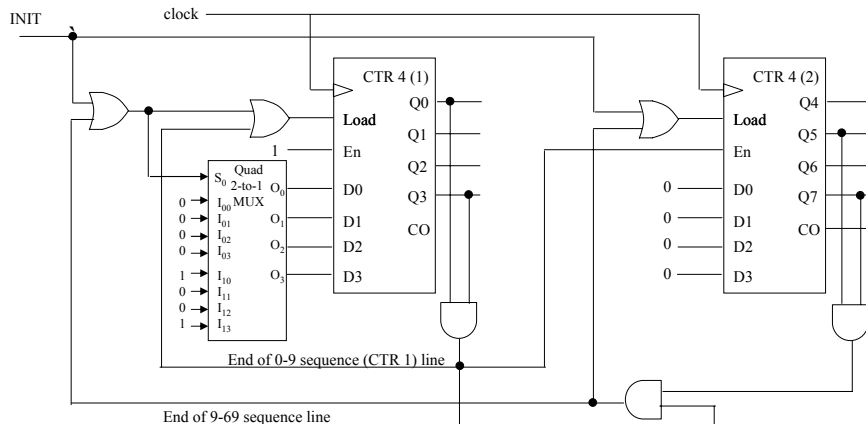 INIT
clock
CTR 4 (1)
Q0
Load
Q1
1
En
Q2
Quad
2-to-1
MUX
S0
O0
D0
Q3
0
I00
0
I01
O1
D1
CO
0
I02
0
I03
O2
D2
1
I10
O3
D3
0
I11
0
I12
1
I13
CTR 4 (2)
Q4
Load
Q5
En
Q6
0
D0
Q7
0
D1
CO
0
D2
0
D3
End of 0-9 sequence (CTR 1) line
End of 9-69 sequence line